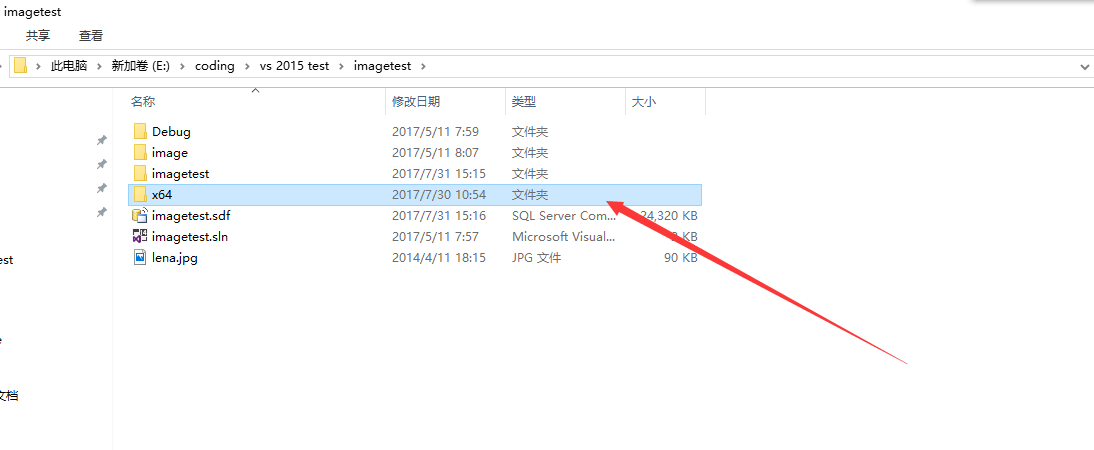 imagetest
共享 查看
此电脑 新加卷 (E:) coding vs 2015 test imagetest
名称 修改日期 类型 大小
Debug 2017/5/11 7:59 文件夹
image 2017/5/11 8:07 文件夹
imagetest 2017/7/31 15:15 文件夹
x64 2017/7/30 10:54 文件夹
imagetest.sdf 2017/7/31 15:16 SQL Server Com... 24,320 KB
imagetest.sln 2017/5/11 7:57 Microsoft Visual... KB
lena.jpg 2014/4/11 18:15 JPG 文件 90 KB
est
文档